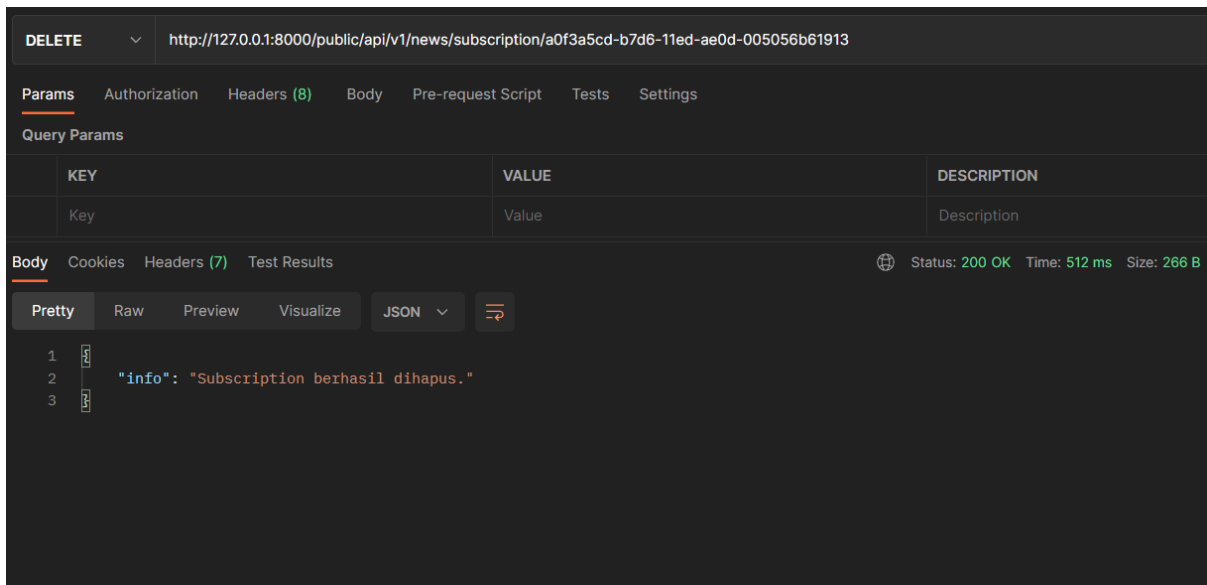 DELETE http://127.0.0.1:8000/public/api/v1/news/subscription/a0f3a5cd-b7d6-11ed-ae0d-005056b61913
Params Authorization Headers (8) Body Pre-request Script Tests Settings
Query Params
KEY VALUE DESCRIPTION
Key Value Description
Body Cookies Headers (7) Test Results Status: 200 OK Time: 512 ms Size: 266 B
Pretty Raw Preview Visualize JSON
1 {
2 "info": "Subscription berhasil dihapus."
3 }